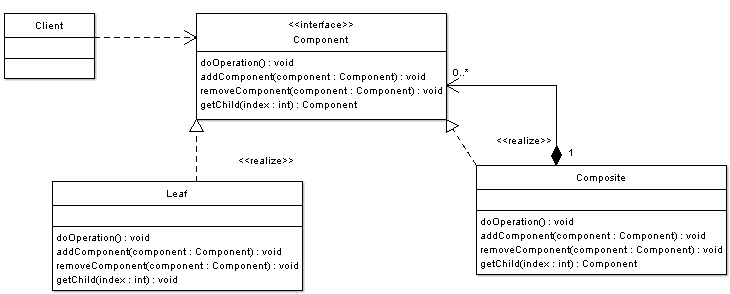 Client
<<interface>>
Component
doOperation() : void
addComponent(component : Component) : void
removeComponent(component : Component) : void
getChild(index : int) : Component
0..*
<<realize>>
1
<<realize>>
Leaf
doOperation() : void
addComponent(component : Component) : void
removeComponent(component : Component) : void
getChild(index : int) : void
Composite
doOperation() : void
addComponent(component : Component) : void
removeComponent(component : Component) : void
getChild(index : int) : Component